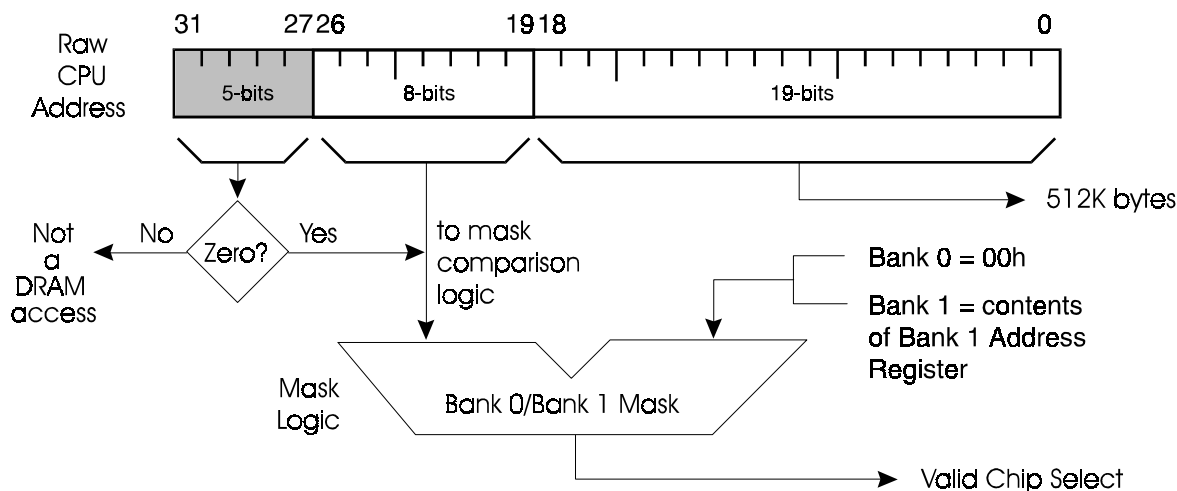 31 27 26 19 18 0
Raw
CPU
Address
5-bits 8-bits 19-bits
512K bytes
Not
a
DRAM
access
No
Zero?
Yes
to mask
comparison
logic
Bank 0 = 00h
Bank 1 = contents
of Bank 1 Address
Register
Mask
Logic
Bank 0/Bank 1 Mask
Valid Chip Select